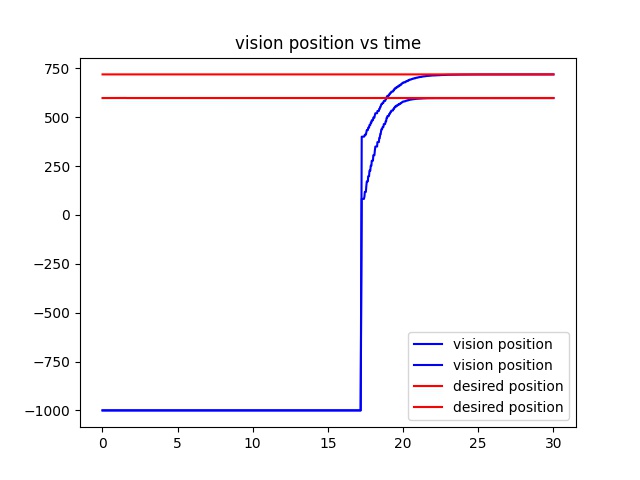 vision position vs time
750
500
250
0
−250
−500
−750
−1000
vision position
vision position
desired position
desired position
0 5 10 15 20 25 30